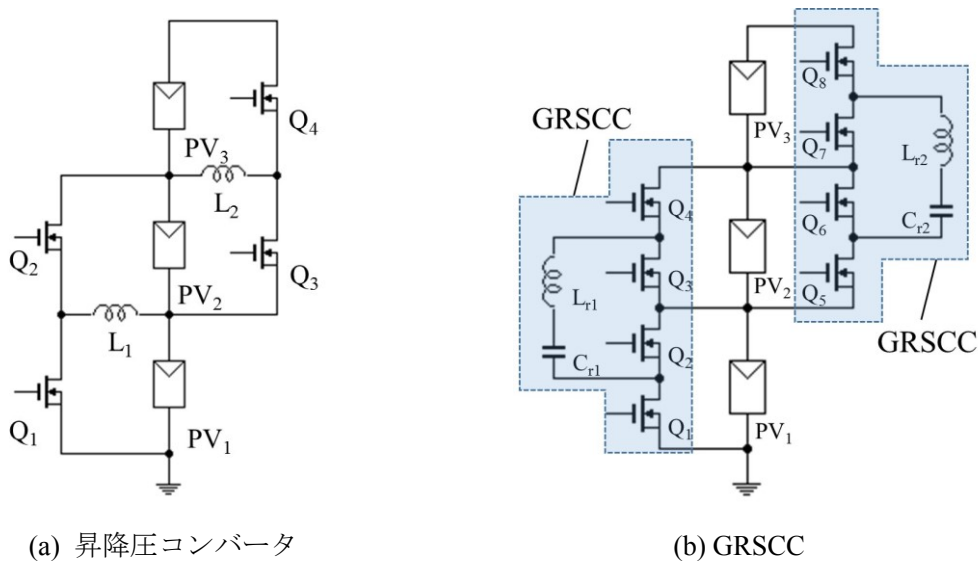 Q₄
PV₃
L₂
Q₂
Q₃
PV₂
L₁
Q₁
PV₁
(a) 昇降圧コンバータ
GRSCC
Q₈
PV₃
Q₇
Lᵣ₂
Q₄
Q₆
Cᵣ₂
Q₃
Lᵣ₁
PV₂
Q₅
GRSCC
Q₂
Cᵣ₁
Q₁
PV₁
(b) GRSCC